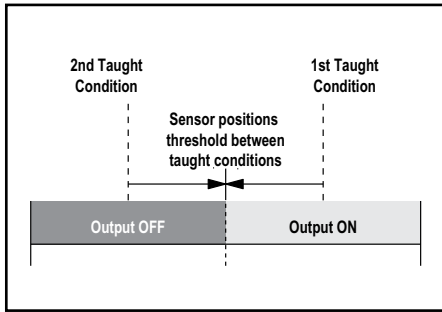 2nd Taught
Condition
1st Taught
Condition
Sensor positions
threshold between
taught conditions
Output OFF
Output ON